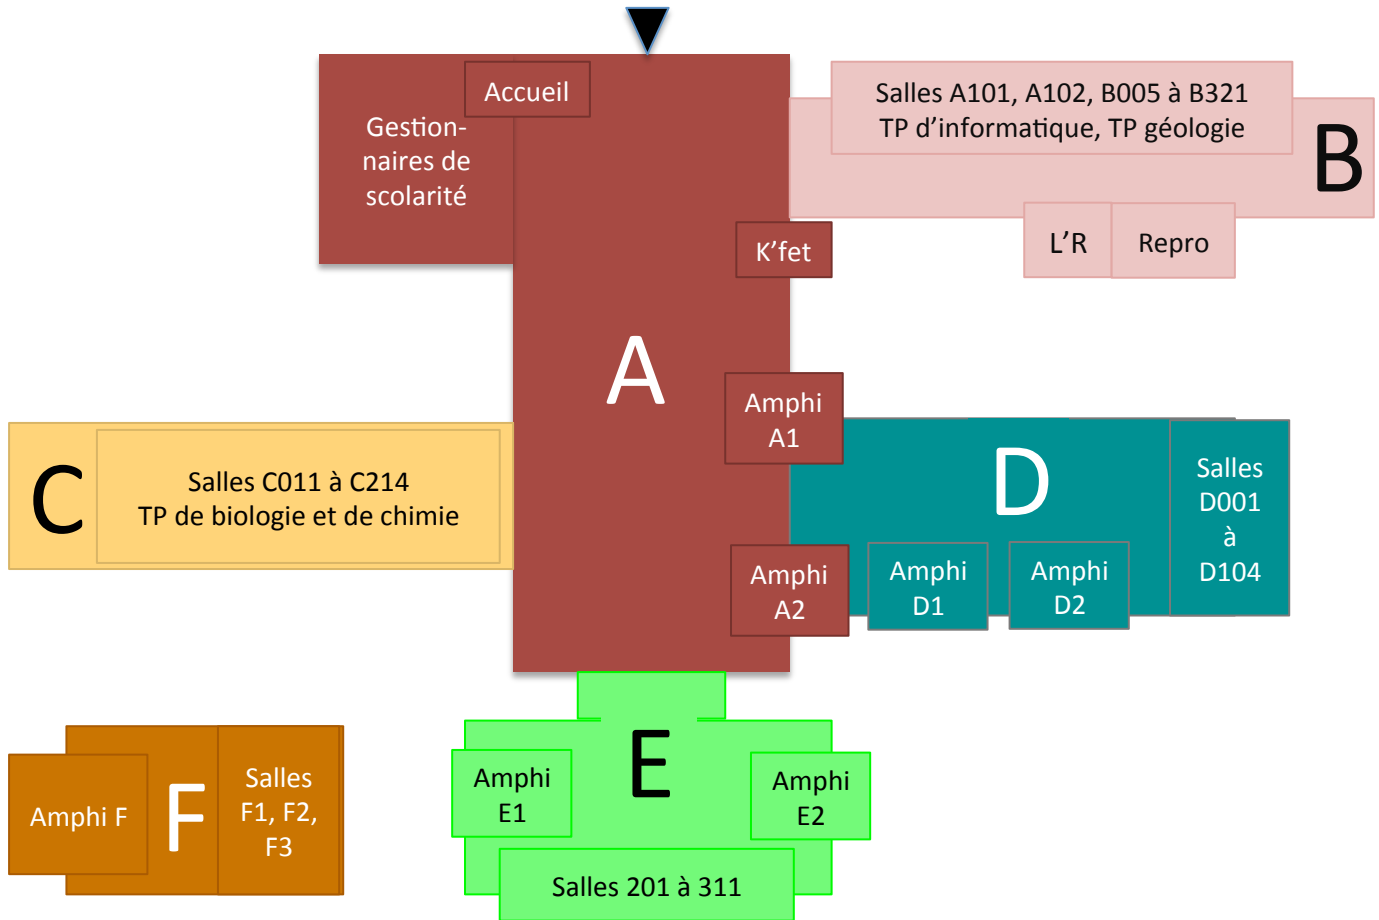 Accueil
Gestion-
naires de
scolarité
Salles A101, A102, B005 à B321
TP d'informatique, TP géologie
B
L'R
Repro
K'fet
A
Amphi
A1
C
Salles C011 à C214
TP de biologie et de chimie
D
Salles
D001
à
D104
Amphi
A2
Amphi
D1
Amphi
D2
E
Amphi
E1
Amphi
E2
Salles 201 à 311
Amphi F
F
Salles
F1, F2,
F3